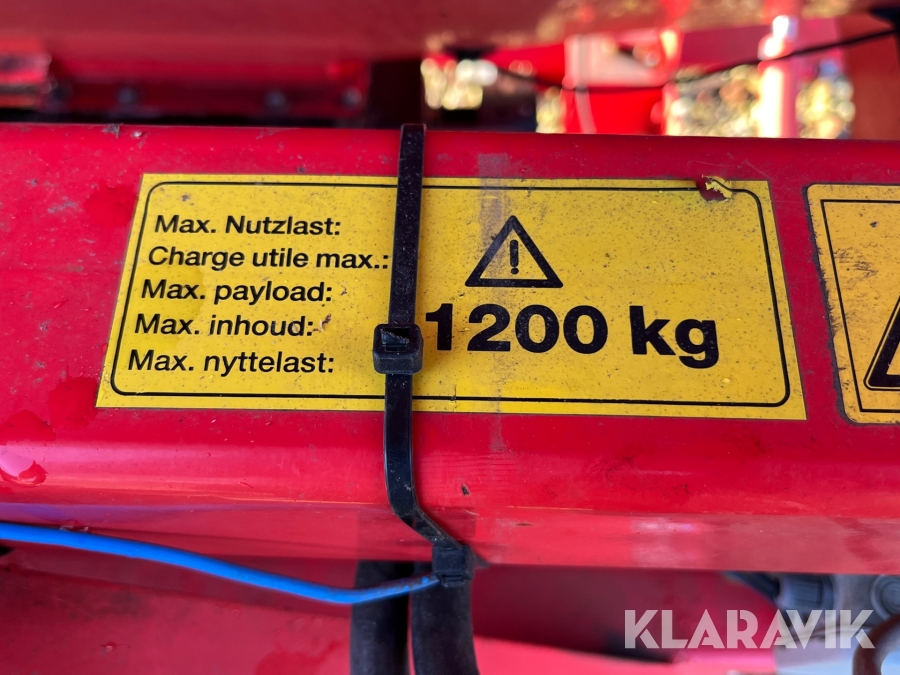 Max. Nutzlast:
Charge utile max.:
Max. payload:
Max. inhoud:
Max. nyttelast:
1200 kg
KLARAVIK